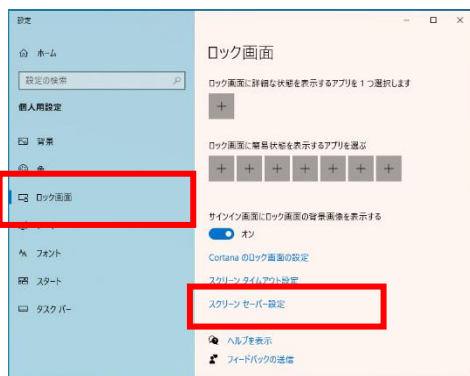 設定
ホーム
設定の検索
個人用設定
背景
ロック画面
フォント
スタート
タスク バー
ロック画面
ロック画面に詳細な状態を表示するアプリを 1 つ選択します
ロック画面に簡易状態を表示するアプリを選ぶ
サインイン画面にロック画面の背景画像を表示する
オン
Cortana のロック画面の設定
スクリーン タイムアウト設定
スクリーン セーバー設定
ヘルプを表示
フィードバックの送信